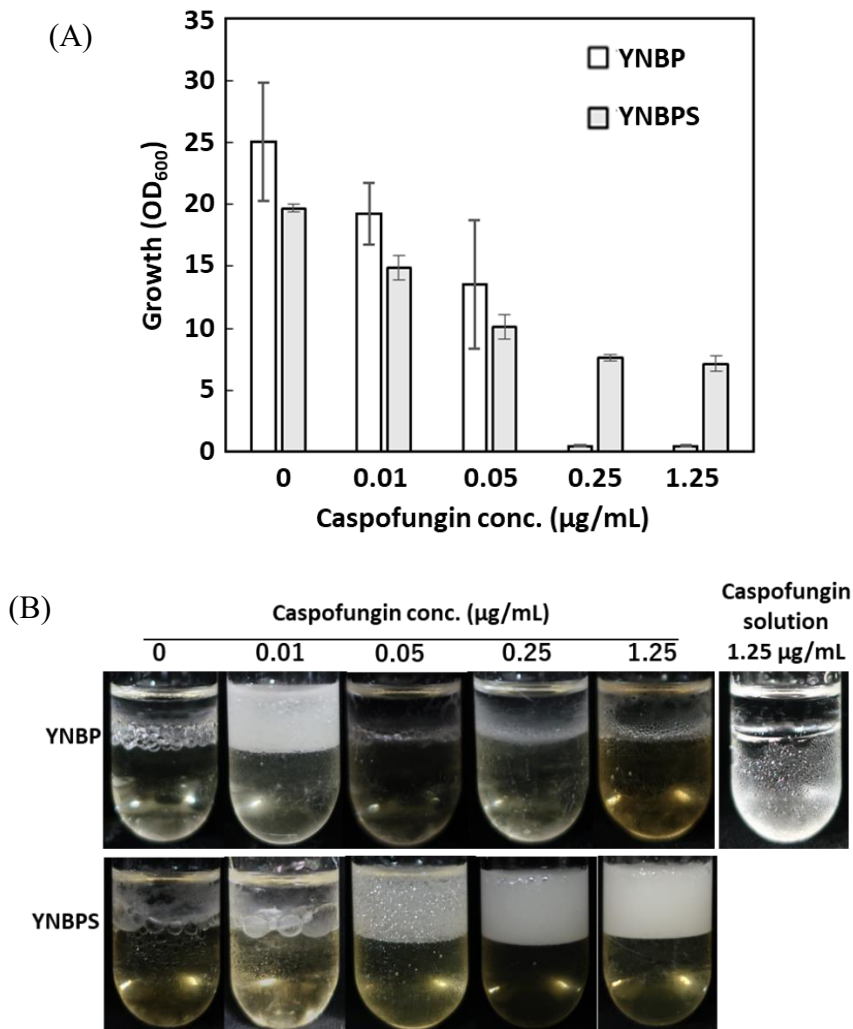 (A)
35
30
25
20
15
10
5
0
Growth (OD600)
YNBP
YNBPS
0 0.01 0.05 0.25 1.25
Caspofungin conc. (μg/mL)
(B)
Caspofungin conc. (μg/mL)
0 0.01 0.05 0.25 1.25
Caspofungin
solution
1.25 μg/mL
YNBP
YNBPS